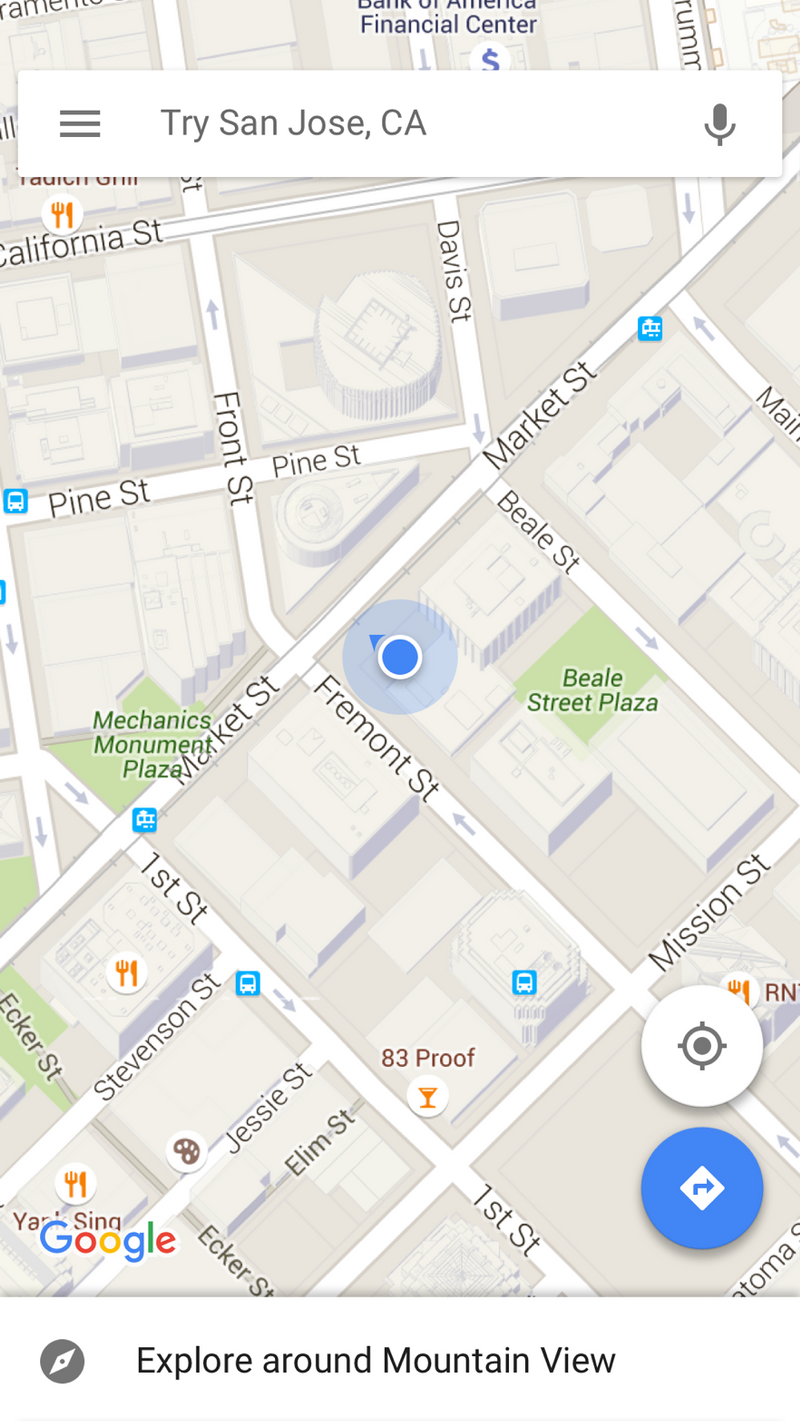 Bank of America
Financial Center
Try San Jose, CA
Tadich Grill
California St
Davis St
Market St
Front St
Pine St
Pine St
Beale St
Beale
Street Plaza
Mechanics
Monument
Plaza
Market St
Fremont St
1st St
Mission St
Stevenson St
Ecker St
83 Proof
Jessie St
Elim St
Yank Sing
1st St
Ecker St
Google
Explore around Mountain View